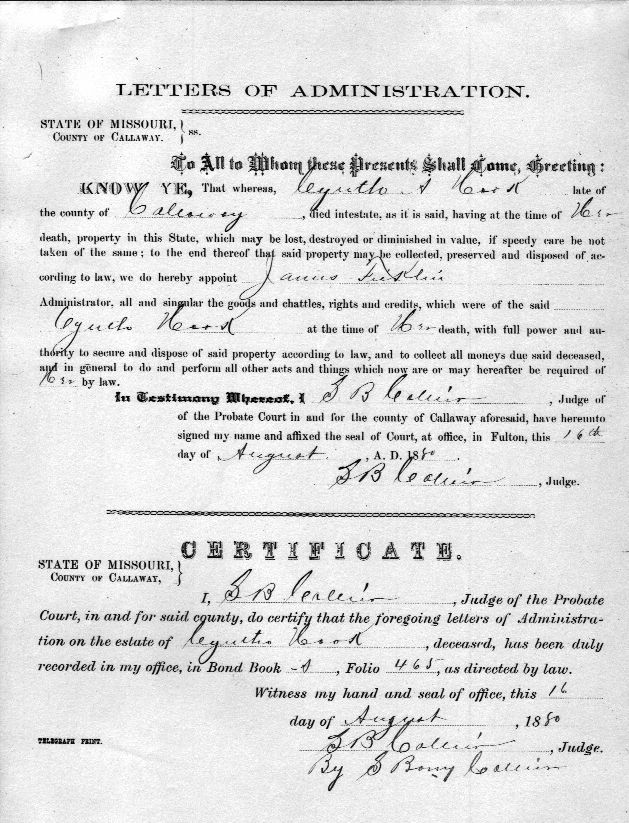 LETTERS OF ADMINISTRATION.
STATE OF MISSOURI, } ss.
COUNTY OF CALLAWAY. }
To All to Whom these Presents Shall Come, Greeting:
KNOW YE, That whereas, Cyntha A Hook late of
the county of Callaway, died intestate, as it is said, having at the time of Her
death, property in this State, which may be lost, destroyed or diminished in value, if speedy care be not
taken of the same; to the end thereof that said property may be collected, preserved and disposed of ac-
cording to law, we do hereby appoint James
Administrator, all and singular the goods and chattles, rights and credits, which were of the said
Cyntha Hook at the time of Her death, with full power and au-
thority to secure and dispose of said property according to law, and to collect all moneys due said deceased,
and in general to do and perform all other acts and things which now are or may hereafter be required of
Her by law.
In Testimony Whereof, I S B Collier, Judge of
of the Probate Court in and for the county of Callaway aforesaid, have hereunto
signed my name and affixed the seal of Court, at office, in Fulton, this 16th
day of August, A. D. 1880.
S B Collier, Judge.
CERTIFICATE.
STATE OF MISSOURI, }
COUNTY OF CALLAWAY, }
I, S B Collier, Judge of the Probate
Court, in and for said county, do certify that the foregoing letters of Administra-
tion on the estate of Cyntha Hook, deceased, has been duly
recorded in my office, in Bond Book, Folio 465, as directed by law.
Witness my hand and seal of office, this 16
day of August, 1880
S B Collier, Judge.
By S Collier
TELEGRAPH PRINT.